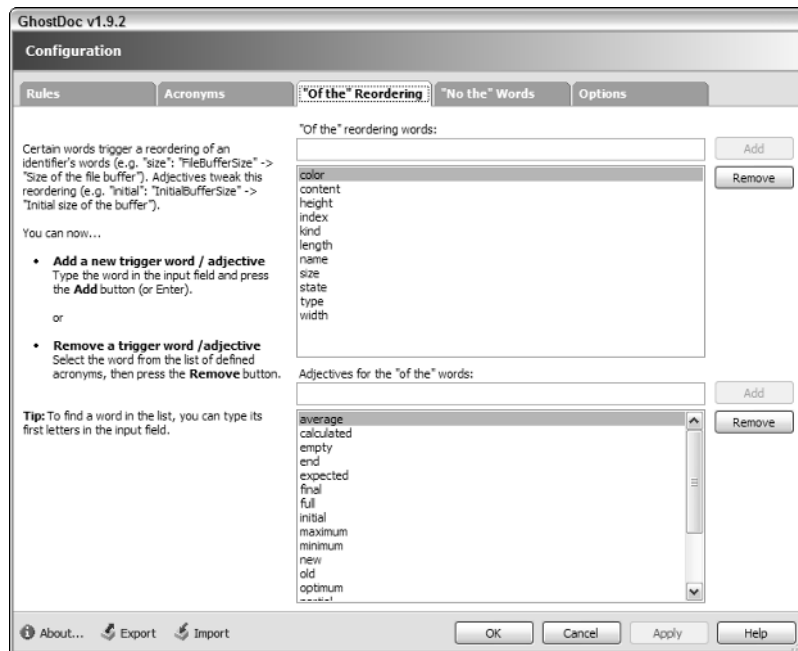 GhostDoc v1.9.2
Configuration
Rules
Acronyms
"Of the" Reordering
"No the" Words
Options
Certain words trigger a reordering of an
identifier's words (e.g. "size": "FileBufferSize" ->
"Size of the file buffer"). Adjectives tweak this
reordering (e.g. "initial": "InitialBufferSize" ->
"Initial size of the buffer").
You can now...
• Add a new trigger word / adjective
Type the word in the input field and press
the Add button (or Enter).
or
• Remove a trigger word /adjective
Select the word from the list of defined
acronyms, then press the Remove button.
Tip: To find a word in the list, you can type its
first letters in the input field.
"Of the" reordering words:
Add
Remove
color
content
height
index
kind
length
name
size
state
type
width
Adjectives for the "of the" words:
Add
Remove
average
calculated
empty
end
expected
final
full
initial
maximum
minimum
new
old
optimum
About...
Export
Import
OK
Cancel
Apply
Help